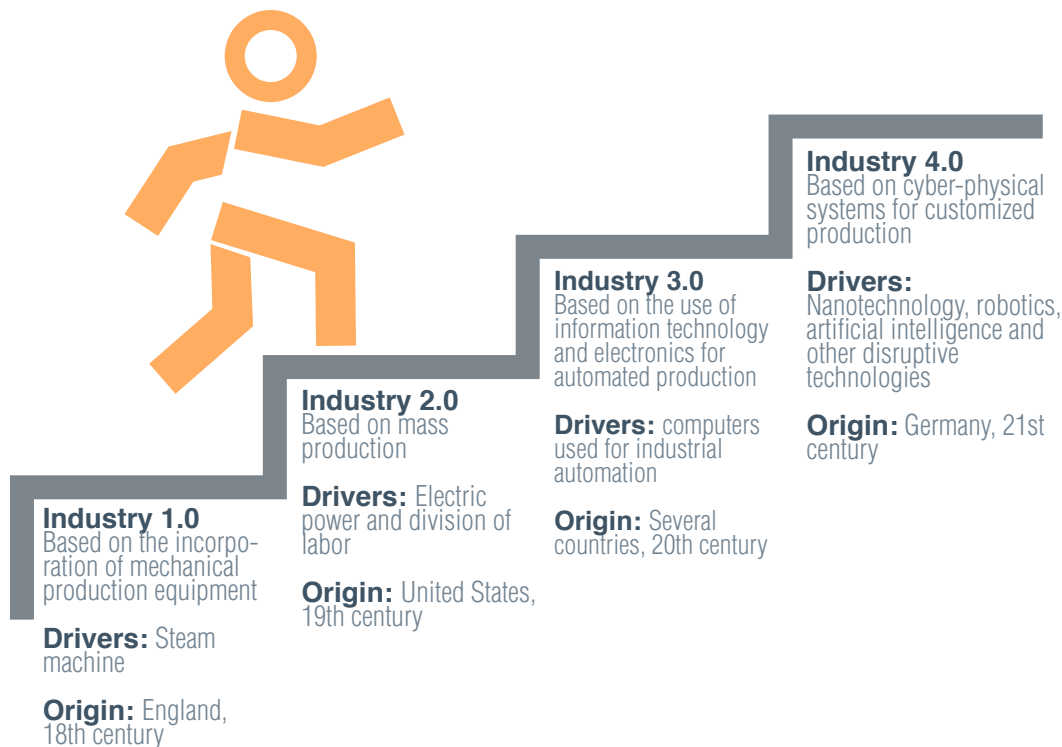 Industry 1.0
Based on the incorpo-
ration of mechanical
production equipment
Drivers: Steam
machine
Origin: England,
18th century
Industry 2.0
Based on mass
production
Drivers: Electric
power and division of
labor
Origin: United States,
19th century
Industry 3.0
Based on the use of
information technology
and electronics for
automated production
Drivers: computers
used for industrial
automation
Origin: Several
countries, 20th century
Industry 4.0
Based on cyber-physical
systems for customized
production
Drivers:
Nanotechnology, robotics,
artificial intelligence and
other disruptive
technologies
Origin: Germany, 21st
century